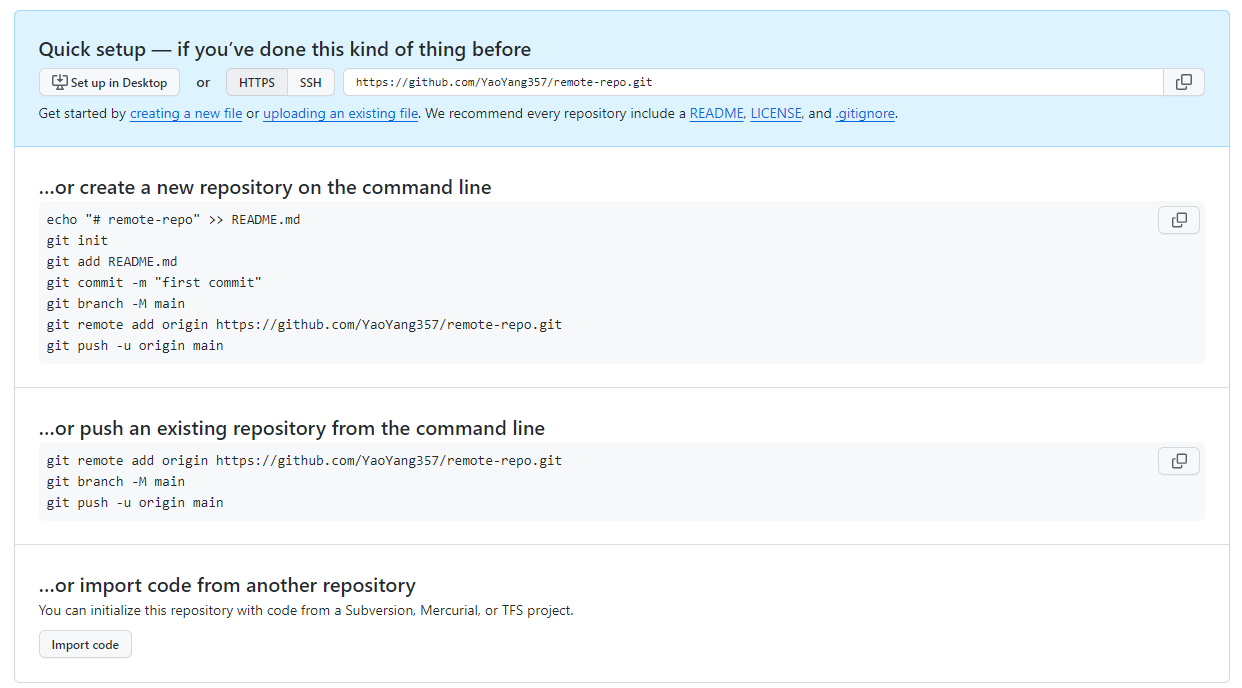 Quick setup — if you’ve done this kind of thing before
Set up in Desktop or HTTPS SSH https://github.com/YaoYang357/remote-repo.git
Get started by creating a new file or uploading an existing file. We recommend every repository include a README, LICENSE, and .gitignore.
…or create a new repository on the command line
echo "# remote-repo" >> README.md
git init
git add README.md
git commit -m "first commit"
git branch -M main
git remote add origin https://github.com/YaoYang357/remote-repo.git
git push -u origin main
…or push an existing repository from the command line
git remote add origin https://github.com/YaoYang357/remote-repo.git
git branch -M main
git push -u origin main
…or import code from another repository
You can initialize this repository with code from a Subversion, Mercurial, or TFS project.
Import code